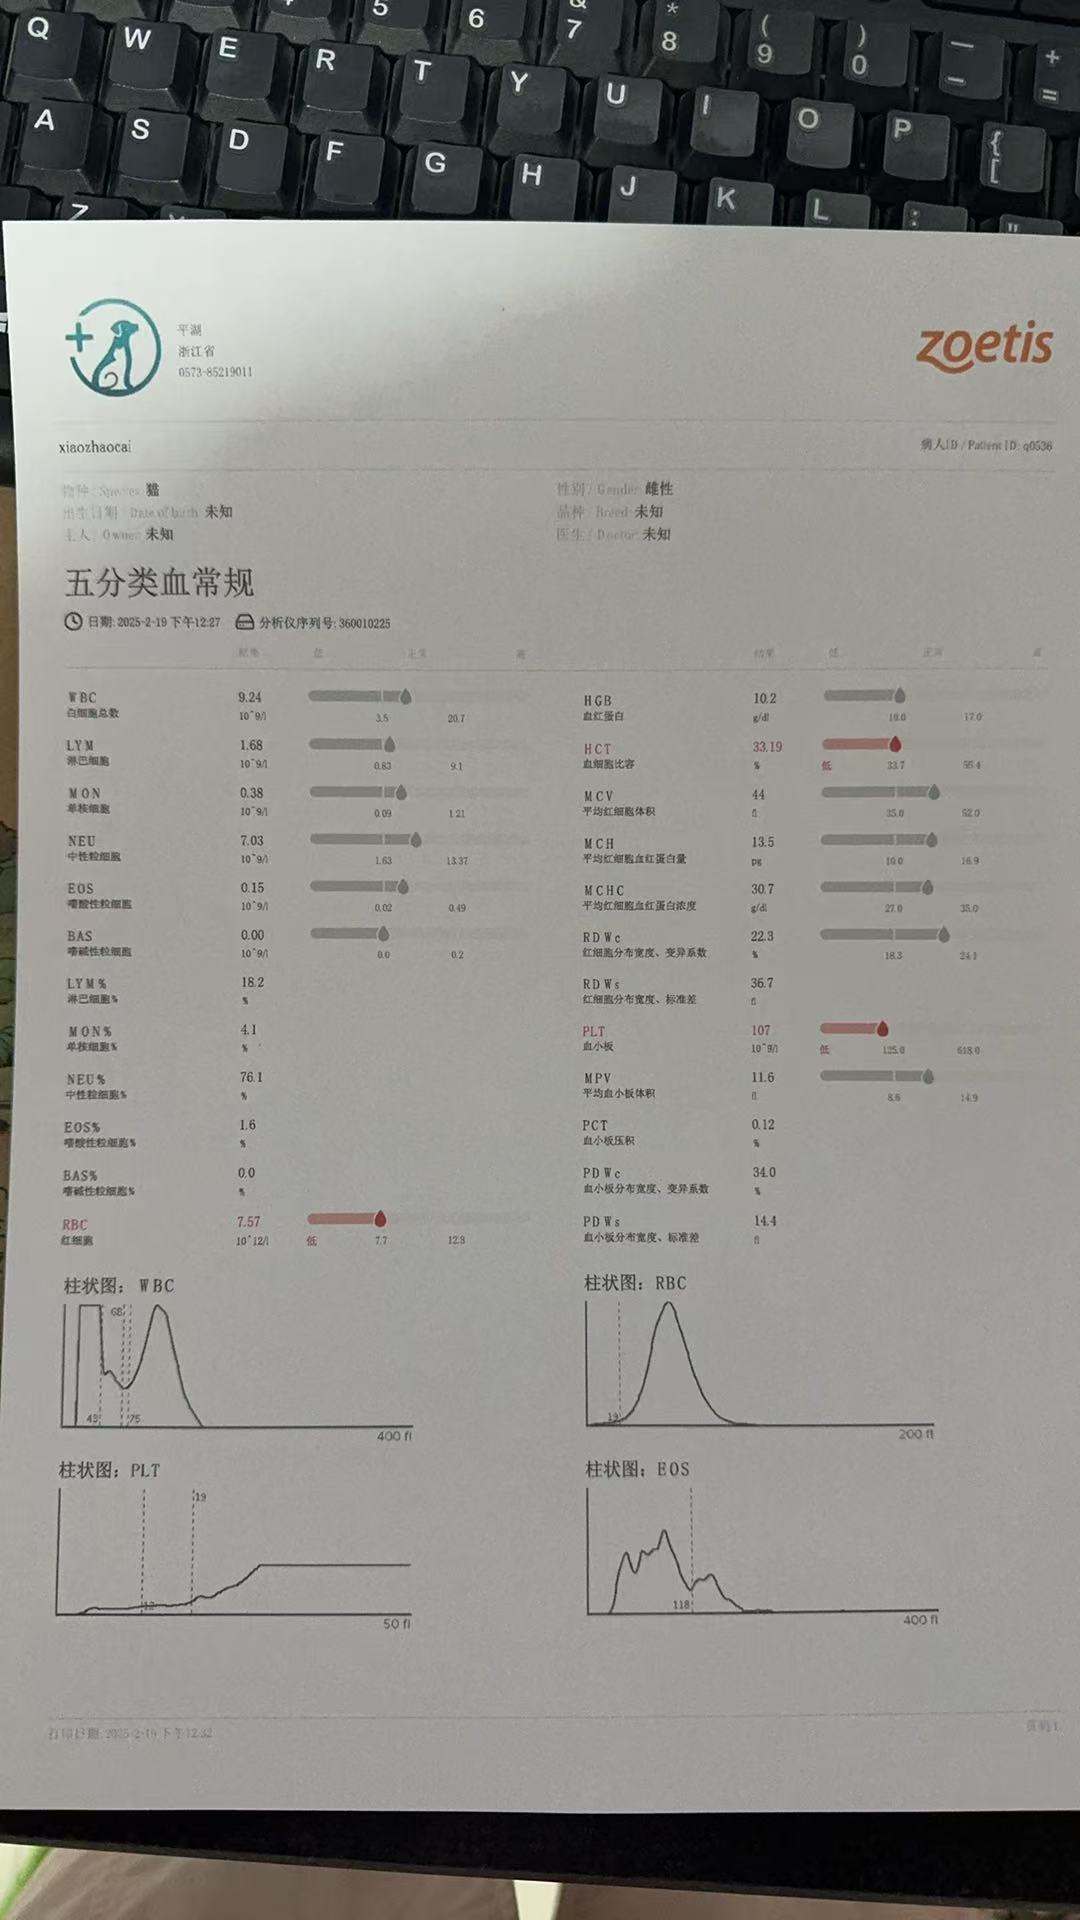 5 6 & 7 * 8 ( 9 ) 0 — – + =
Q W E R T Y U I O P { [
A S D F G H J K L : "
Z
平湖
浙江省
0573-85219011
zoetis
xiaozhaocai
病人ID / Patient ID: q0536
物种 / Species 猫
性别 / Gender 雌性
出生日期 / Date of birth 未知
品种 / Breed 未知
主人 / Owner 未知
医生 / Doctor 未知
五分类血常规
日期: 2025-2-19 下午12:27 分析仪序列号: 360010225
结果 低 正常 高
WBC 9.24
白细胞总数 10^9/l 3.5 20.7
LYM 1.68
淋巴细胞 10^9/l 0.83 9.1
MON 0.38
单核细胞 10^9/l 0.09 1.21
NEU 7.03
中性粒细胞 10^9/l 1.63 13.37
EOS 0.15
嗜酸性粒细胞 10^9/l 0.02 0.49
BAS 0.00
嗜碱性粒细胞 10^9/l 0.0 0.2
LYM% 18.2
淋巴细胞% %
MON% 4.1
单核细胞% %
NEU% 76.1
中性粒细胞% %
EOS% 1.6
嗜酸性粒细胞% %
BAS% 0.0
嗜碱性粒细胞% %
RBC 7.57
红细胞 10^12/l 低 7.7 12.8
结果 低 正常 高
HGB 10.2
血红蛋白 g/dl 10.0 17.0
HCT 33.19
血细胞比容 % 低 33.7 55.4
MCV 44
平均红细胞体积 fl 35.0 52.0
MCH 13.5
平均红细胞血红蛋白量 pg 10.0 16.9
MCHC 30.7
平均红细胞血红蛋白浓度 g/dl 27.0 35.0
RDWc 22.3
红细胞分布宽度、变异系数 % 18.3 24.1
RDWs 36.7
红细胞分布宽度、标准差 fl
PLT 107
血小板 10^9/l 低 125.0 618.0
MPV 11.6
平均血小板体积 fl 8.6 14.9
PCT 0.12
血小板压积 %
PDWc 34.0
血小板分布宽度、变异系数 %
PDWs 14.4
血小板分布宽度、标准差 fl
柱状图: WBC
68
43 75
400 fl
柱状图: RBC
19
200 fl
柱状图: PLT
19
12
50 fl
柱状图: EOS
118
400 fl
打印日期: 2025-2-19 下午12:32
页码 1